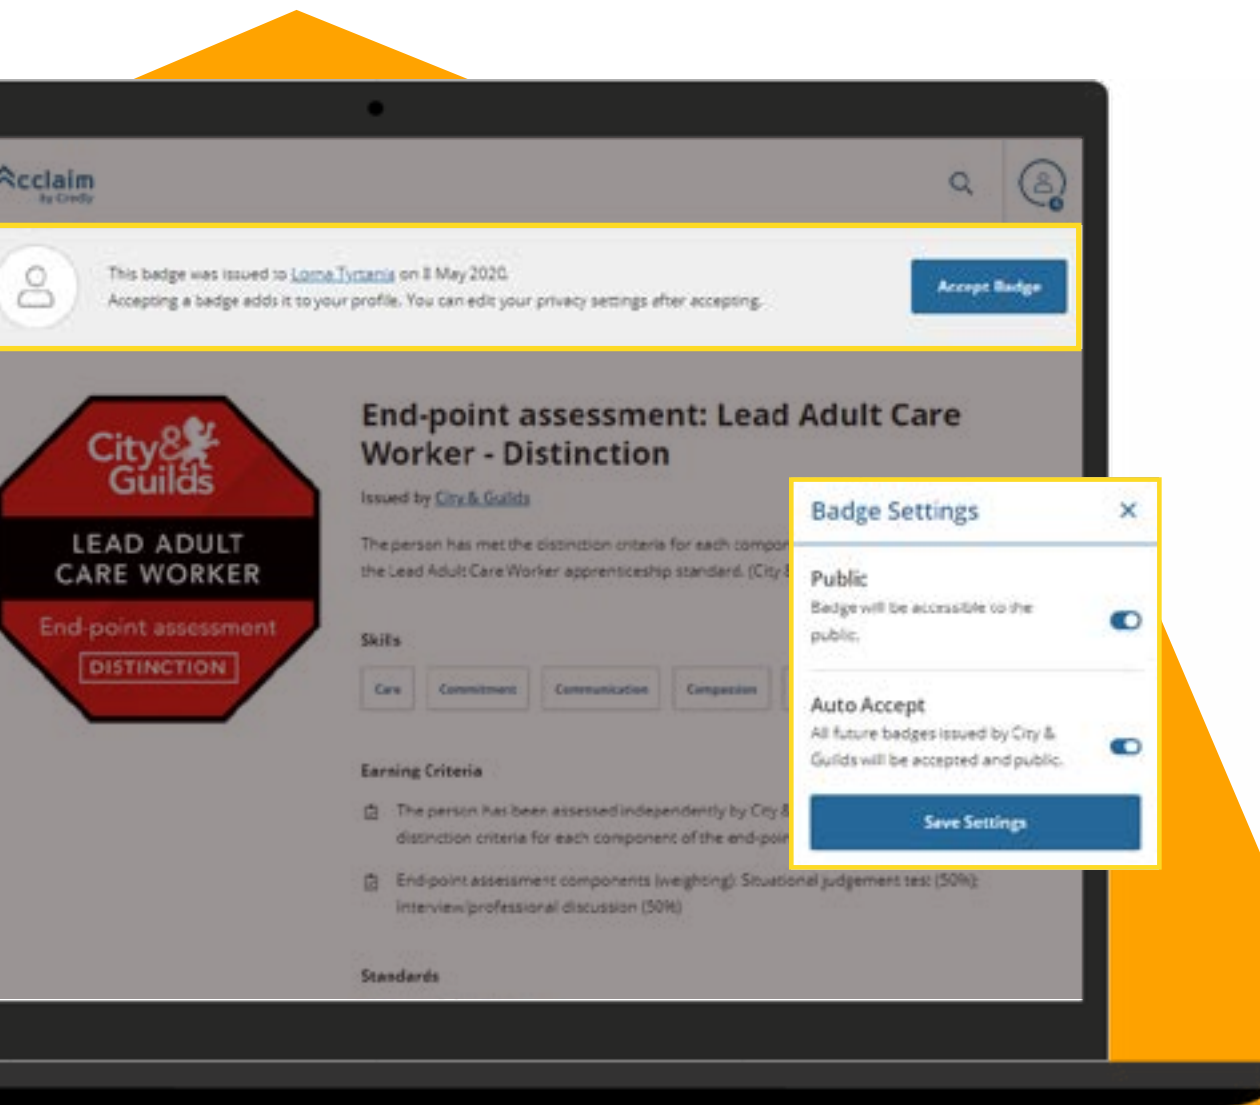 Acclaim
by Credly
This badge was issued to Lorna Tyrtania on 8 May 2020.
Accepting a badge adds it to your profile. You can edit your privacy settings after accepting.
Accept Badge
City&
Guilds
LEAD ADULT
CARE WORKER
End-point assessment
DISTINCTION
End-point assessment: Lead Adult Care
Worker - Distinction
Issued by City & Guilds
The person has met the distinction criteria for each compon
the Lead Adult Care Worker apprenticeship standard. (City &
Skills
Care
Commitment
Communication
Compassion
Earning Criteria
The person has been assessed independently by City &
distinction criteria for each component of the end-poin
End-point assessment components (weighting): Situational judgement test (50%);
Interview/professional discussion (50%)
Standards
Badge Settings
Public
Badge will be accessible to the
public.
Auto Accept
All future badges issued by City &
Guilds will be accepted and public.
Save Settings